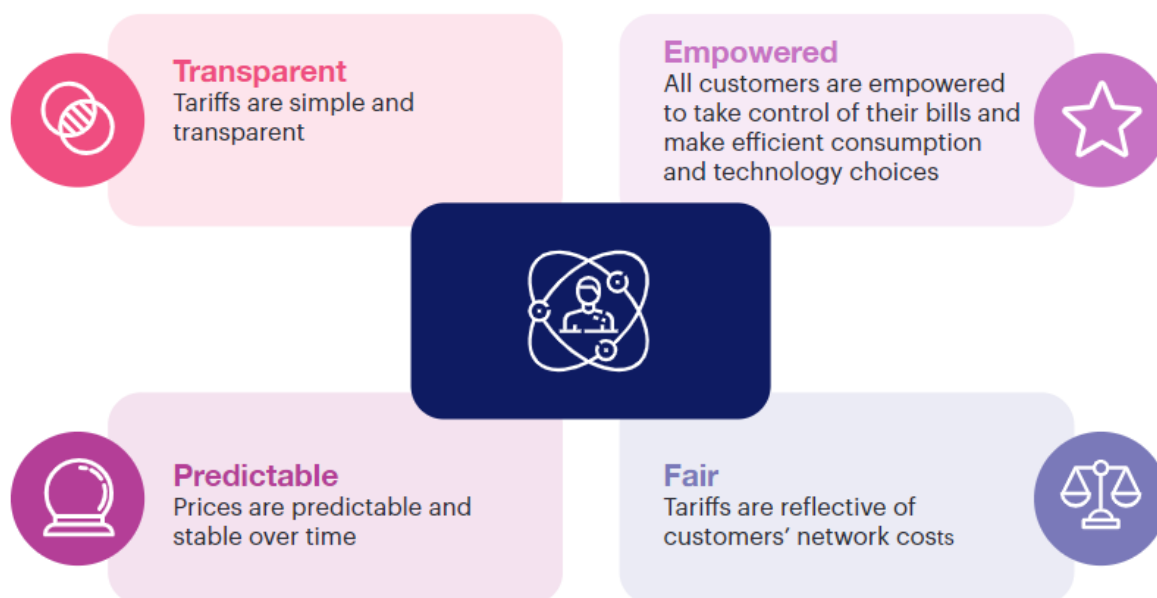 Transparent
Tariffs are simple and
transparent
Empowered
All customers are empowered
to take control of their bills and
make efficient consumption
and technology choices
Predictable
Prices are predictable and
stable over time
Fair
Tariffs are reflective of
customers’ network costs